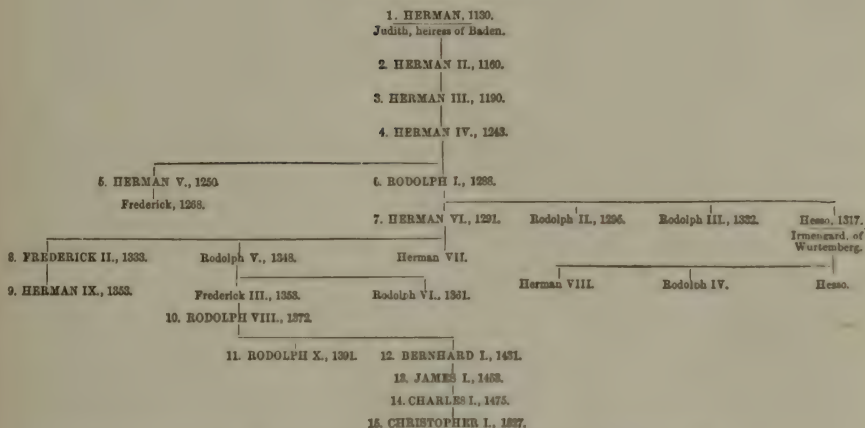 1. HERMAN, 1130.
Judith, heiress of Baden.
2. HERMAN II., 1160.
3. HERMAN III., 1190.
4. HERMAN IV., 1243.
5. HERMAN V., 1250. 6. RODOLPH I., 1288.
Frederick, 1268.
7. HERMAN VI., 1291. Rodolph II., 1295. Rodolph III., 1332. Hesso, 1317.
Irmengard, of
Wurtemberg.
8. FREDERICK II., 1333. Rodolph V., 1348. Herman VII.
9. HERMAN IX., 1353. Frederick III., 1353. Rodolph VI., 1361. Herman VIII. Rodolph IV. Hesso.
10. RODOLPH VIII., 1372.
11. RODOLPH X., 1391. 12. BERNHARD I., 1431.
13. JAMES I., 1453.
14. CHARLES I., 1475.
15. CHRISTOPHER I., 1527.